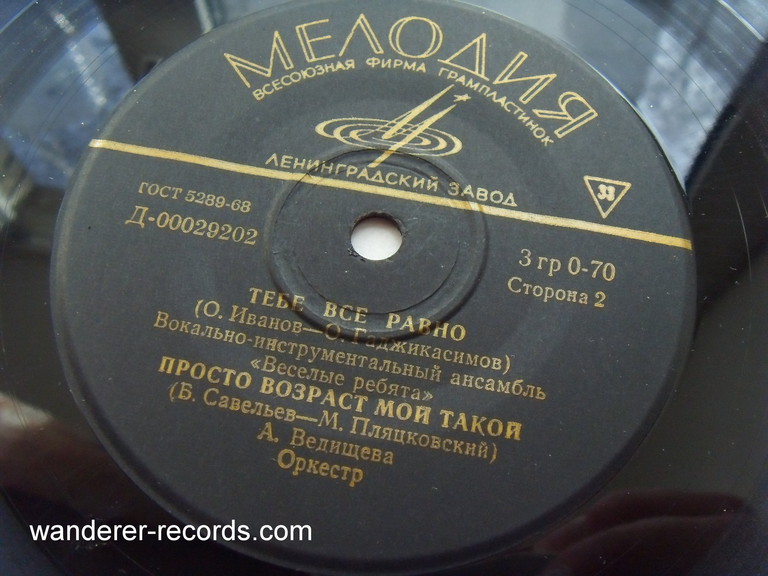 МЕЛОДИЯ
ВСЕСОЮЗНАЯ ФИРМА ГРАМПЛАСТИНОК
ЛЕНИНГРАДСКИЙ ЗАВОД
33
ГОСТ 5289-68
Д-00029202
3 гр 0-70
Сторона 2
ТЕБЕ ВСЕ РАВНО
(О. Иванов—О. Гаджикасимов)
Вокально-инструментальный ансамбль
«Веселые ребята»
ПРОСТО ВОЗРАСТ МОЙ ТАКОЙ
(Б. Савельев—М. Пляцковский)
А. Ведищева
Оркестр
wanderer-records.com